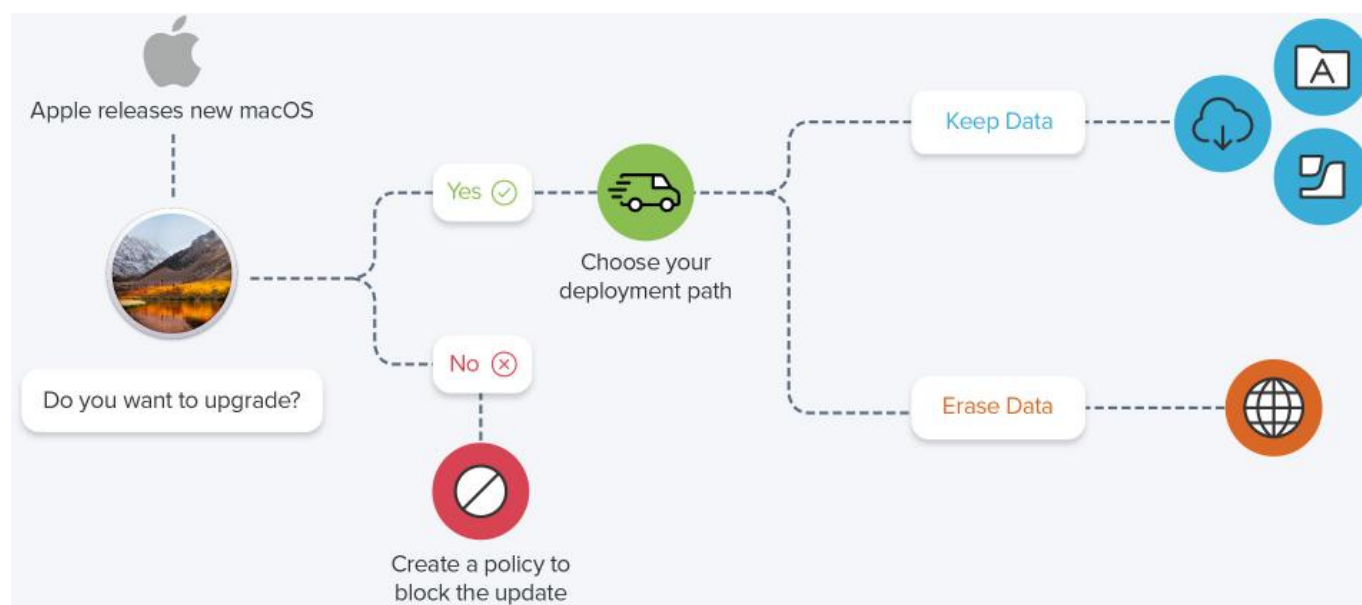 Apple releases new macOS
Do you want to upgrade?
Yes
No
Create a policy to
block the update
Choose your
deployment path
Keep Data
Erase Data
A